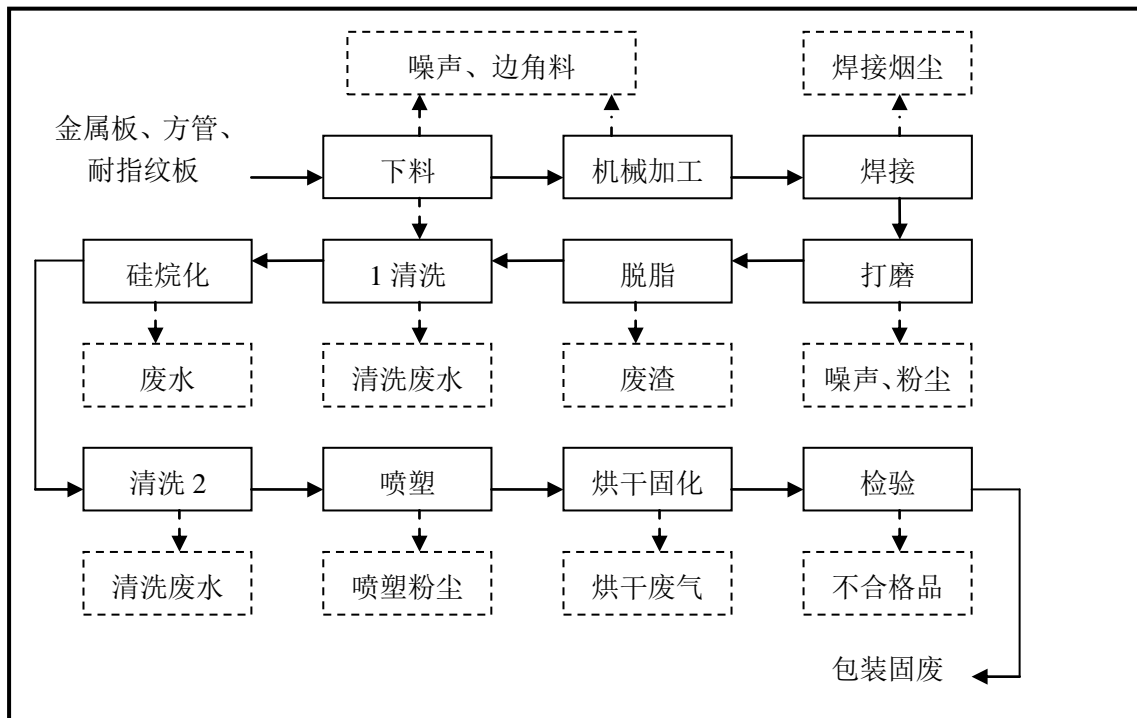 噪声、边角料
焊接烟尘
金属板、方管、
耐指纹板
下料
机械加工
焊接
硅烷化
1 清洗
脱脂
打磨
废水
清洗废水
废渣
噪声、粉尘
清洗 2
喷塑
烘干固化
检验
清洗废水
喷塑粉尘
烘干废气
不合格品
包装固废